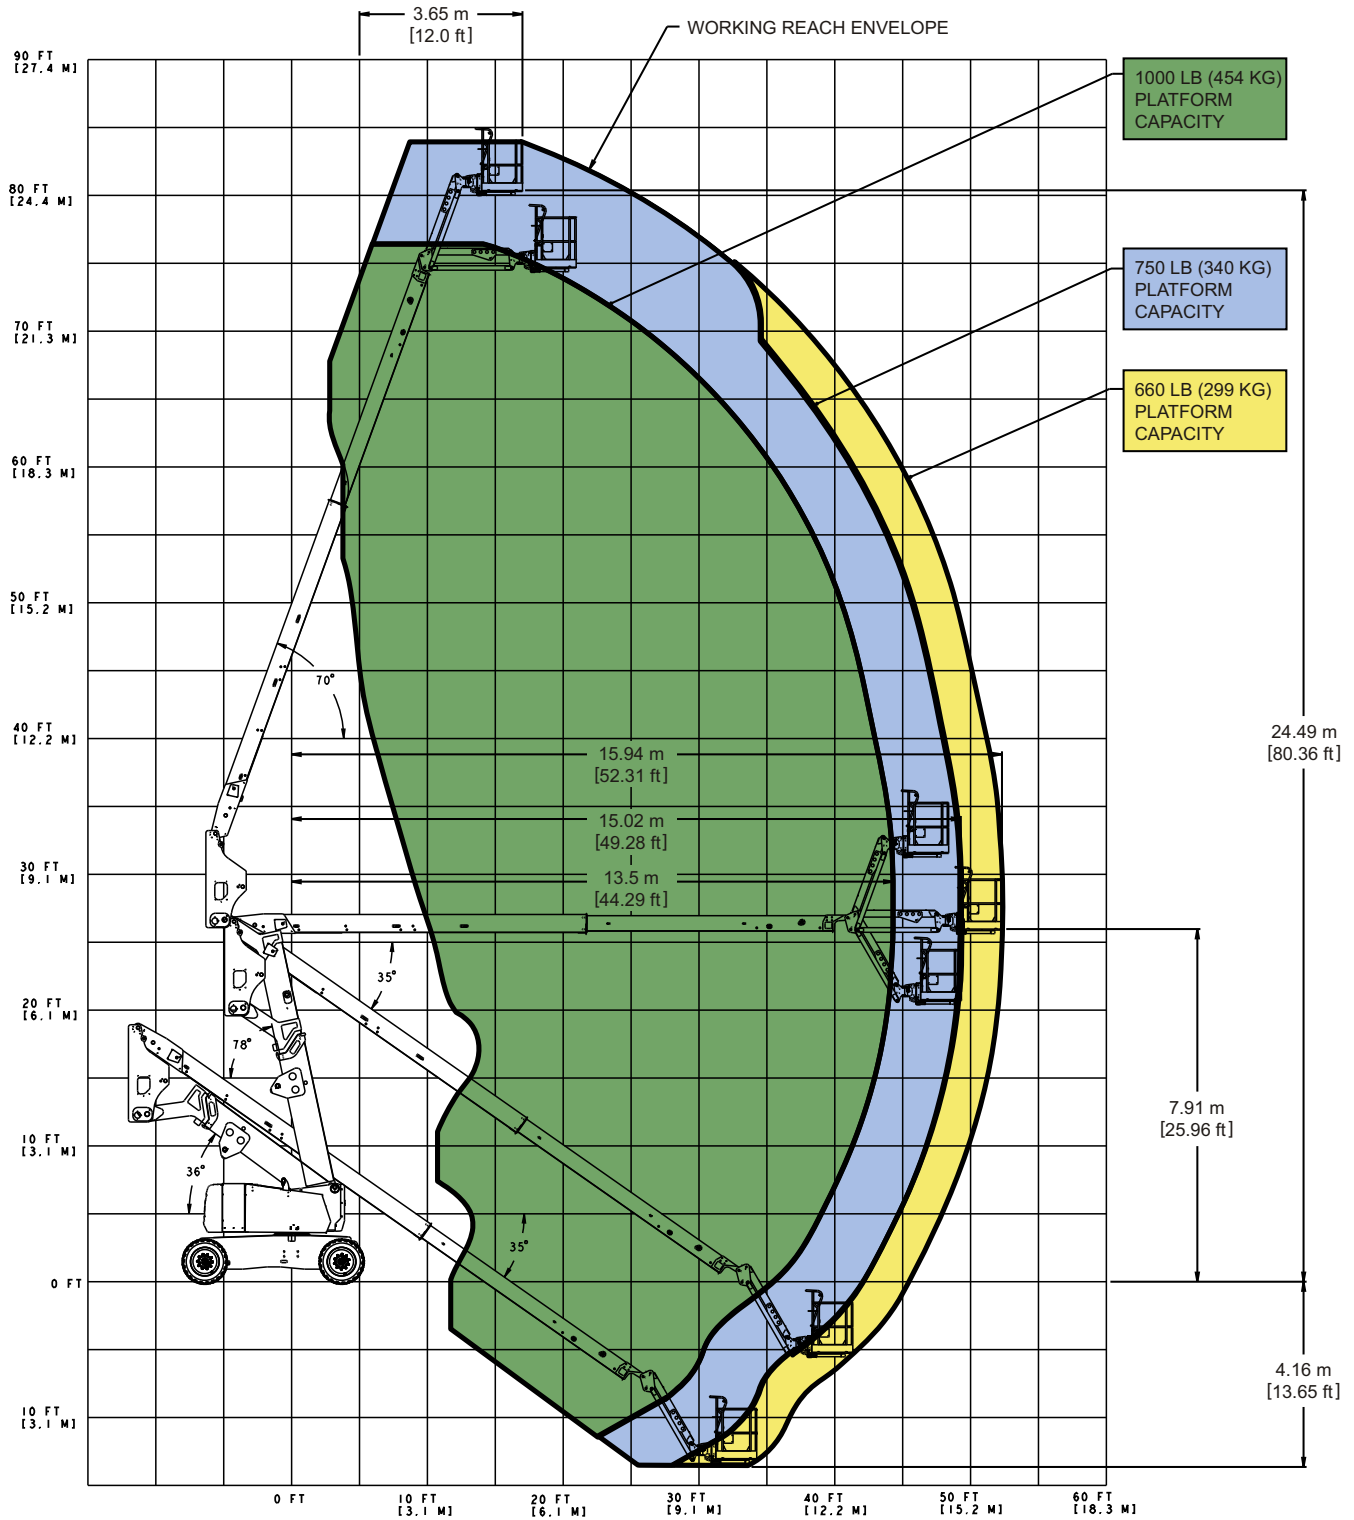 3.65 m
[12.0 ft]
WORKING REACH ENVELOPE
90 FT
[27.4 M]
1000 LB (454 KG)
PLATFORM
CAPACITY
80 FT
[24.4 M]
750 LB (340 KG)
PLATFORM
CAPACITY
70 FT
[21.3 M]
660 LB (299 KG)
PLATFORM
CAPACITY
60 FT
[18.3 M]
50 FT
[15.2 M]
70°
40 FT
[12.2 M]
24.49 m
[80.36 ft]
15.94 m
[52.31 ft]
15.02 m
[49.28 ft]
30 FT
[9.1 M]
13.5 m
[44.29 ft]
35°
20 FT
[6.1 M]
78°
7.91 m
[25.96 ft]
10 FT
[3.1 M]
36°
35°
0 FT
4.16 m
[13.65 ft]
10 FT
[3.1 M]
0 FT
10 FT
[3.1 M]
20 FT
[6.1 M]
30 FT
[9.1 M]
40 FT
[12.2 M]
50 FT
[15.2 M]
60 FT
[18.3 M]